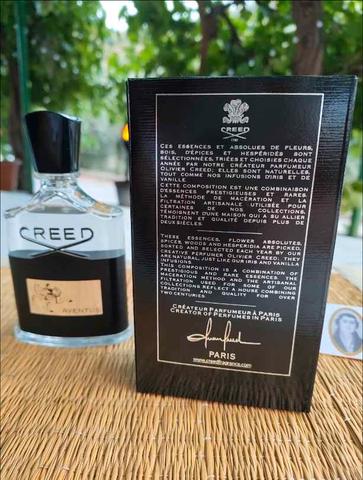 CREED
AVENTUS
CREED
CES ESSENCES ET ABSOLUES DE FLEURS,
BOIS, D'ÉPICES ET HESPÉRIDÉS SONT
SÉLECTIONNÉES, TRIÉES ET CHOISIES CHAQUE
ANNÉE PAR NOTRE CRÉATEUR PARFUMEUR
OLIVIER CREED; ELLES SONT NATURELLES,
TOUT COMME NOS INFUSIONS D'IRIS ET DE
VANILLE.
CETTE COMPOSITION EST UNE COMBINAISON
D'ESSENCES PRESTIGIEUSES ET RARES.
LA MÉTHODE DE MACÉRATION ET LA
FILTRATION ARTISANALE UTILISÉE POUR
CERTAINES DE NOS COLLECTIONS,
TÉMOIGNENT D'UNE MAISON QUI A SU ALLIER
TRADITION ET QUALITÉ DEPUIS PLUS DE
DEUX SIÈCLES.
THESE ESSENCES, FLOWER ABSOLUTES,
SPICES, WOODS AND HESPERIDIA ARE PICKED,
SORTED AND SELECTED EACH YEAR BY OUR
CREATIVE PERFUMER OLIVIER CREED. THEY
ARE NATURAL, JUST LIKE OUR IRIS AND VANILLA
INFUSIONS.
THIS COMPOSITION IS A COMBINATION OF
PRESTIGIOUS AND RARE ESSENCES. THE
MACERATION METHOD AND THE ARTISANAL
FILTRATION USED FOR SOME OF OUR
COLLECTIONS REFLECT A HOUSE COMBINING
TRADITION AND QUALITY FOR OVER
TWO CENTURIES
CRÉATEUR PARFUMEUR À PARIS
CREATOR OF PERFUMES IN PARIS
PARIS
www.creedfragrance.com